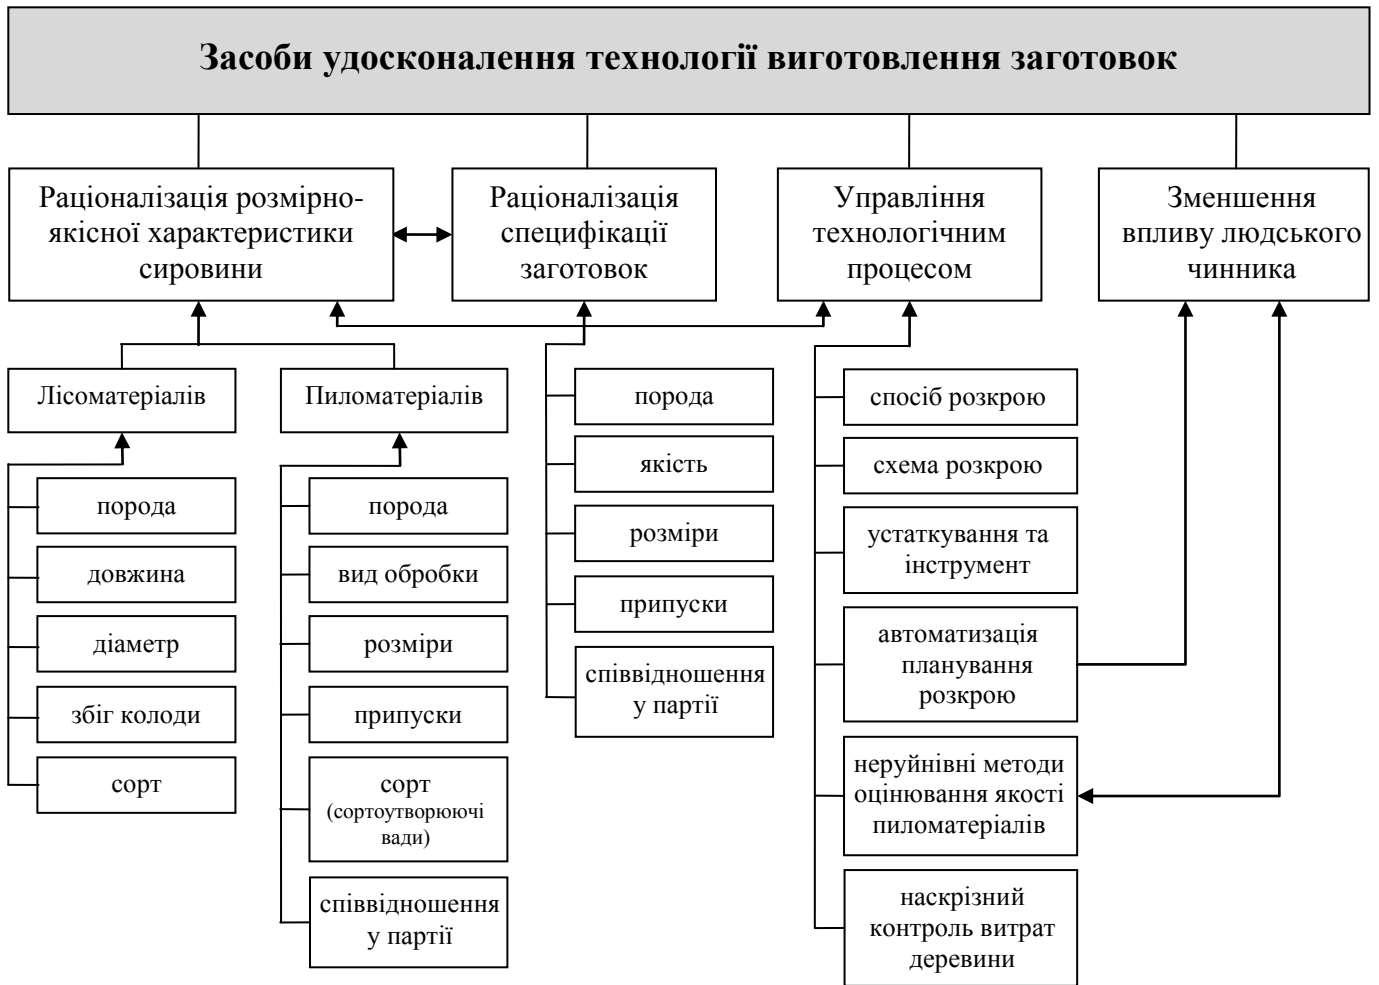 Засоби удосконалення технології виготовлення заготовок
Раціоналізація розмірно-
якісної характеристики
сировини
Раціоналізація
специфікації
заготовок
Управління
технологічним
процесом
Зменшення
впливу людського
чинника
Лісоматеріалів
порода
довжина
діаметр
збіг колоди
сорт
Пиломатеріалів
порода
вид обробки
розміри
припуски
сорт
(сортоутворюючі
вади)
співвідношення
у партії
порода
якість
розміри
припуски
співвідношення
у партії
спосіб розкрою
схема розкрою
устаткування та
інструмент
автоматизація
планування
розкрою
неруйнівні методи
оцінювання якості
пиломатеріалів
наскрізний
контроль витрат
деревини